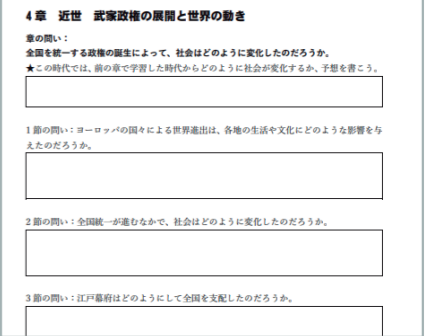 4章　近世　武家政権の展開と世界の動き
章の問い：
全国を統一する政権の誕生によって、社会はどのように変化したのだろうか。
★この時代では、前の章で学習した時代からどのように社会が変化するか、予想を書こう。
1節の問い：ヨーロッパの国々による世界進出は、各地の生活や文化にどのような影響を与
えたのだろうか。
2節の問い：全国統一が進むなかで、社会はどのように変化したのだろうか。
3節の問い：江戸幕府はどのようにして全国を支配したのだろうか。